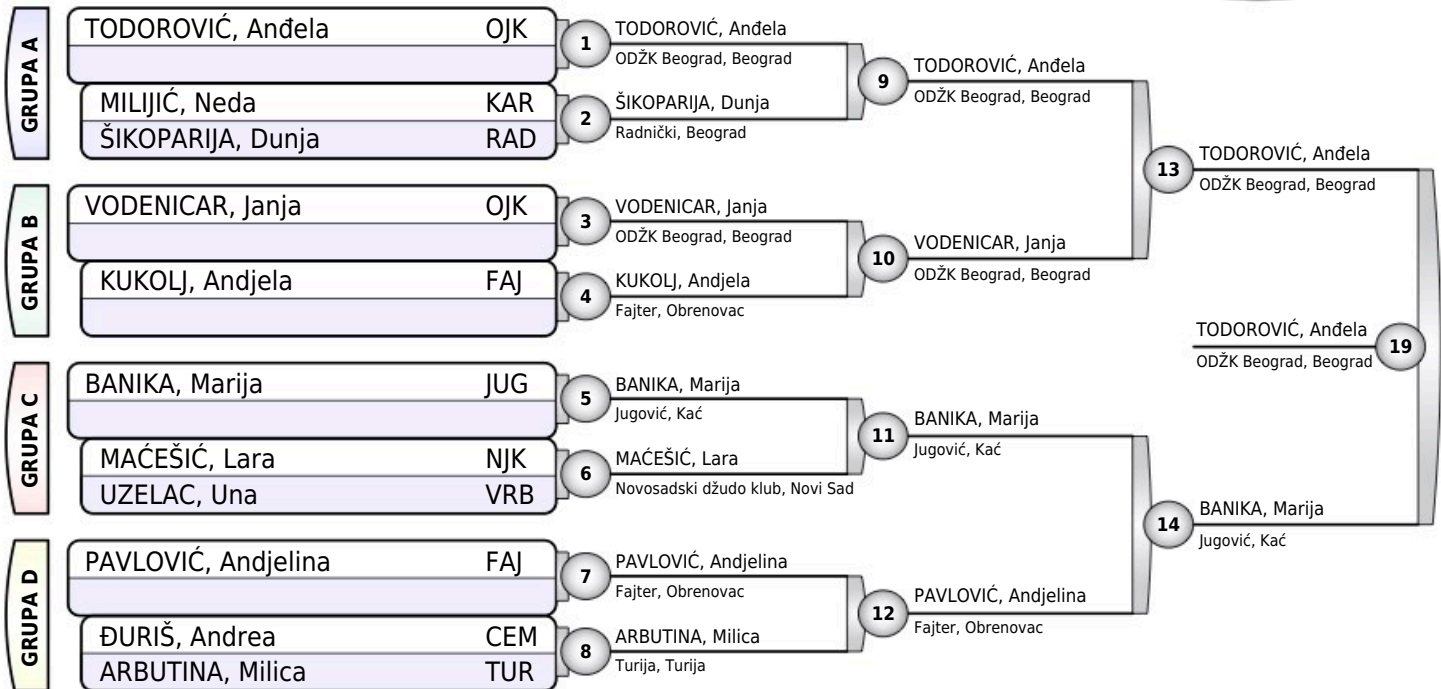 GRUPA A
TODOROVIĆ, Anđela OJK
MILIJIĆ, Neda KAR
ŠIKOPARIJA, Dunja RAD
GRUPA B
VODENICAR, Janja OJK
KUKOLJ, Andjela FAJ
GRUPA C
BANIKA, Marija JUG
MAĆEŠIĆ, Lara NJK
UZELAC, Una VRB
GRUPA D
PAVLOVIĆ, Andjelina FAJ
ĐURIŠ, Andrea CEM
ARBUTINA, Milica TUR
1
TODOROVIĆ, Anđela
ODŽK Beograd, Beograd
2
ŠIKOPARIJA, Dunja
Radnički, Beograd
3
VODENICAR, Janja
ODŽK Beograd, Beograd
4
KUKOLJ, Andjela
Fajter, Obrenovac
5
BANIKA, Marija
Jugović, Kać
6
MAĆEŠIĆ, Lara
Novosadski džudo klub, Novi Sad
7
PAVLOVIĆ, Andjelina
Fajter, Obrenovac
8
ARBUTINA, Milica
Turija, Turija
9
TODOROVIĆ, Anđela
ODŽK Beograd, Beograd
10
VODENICAR, Janja
ODŽK Beograd, Beograd
11
BANIKA, Marija
Jugović, Kać
12
PAVLOVIĆ, Andjelina
Fajter, Obrenovac
13
TODOROVIĆ, Anđela
ODŽK Beograd, Beograd
14
BANIKA, Marija
Jugović, Kać
TODOROVIĆ, Anđela
ODŽK Beograd, Beograd
19